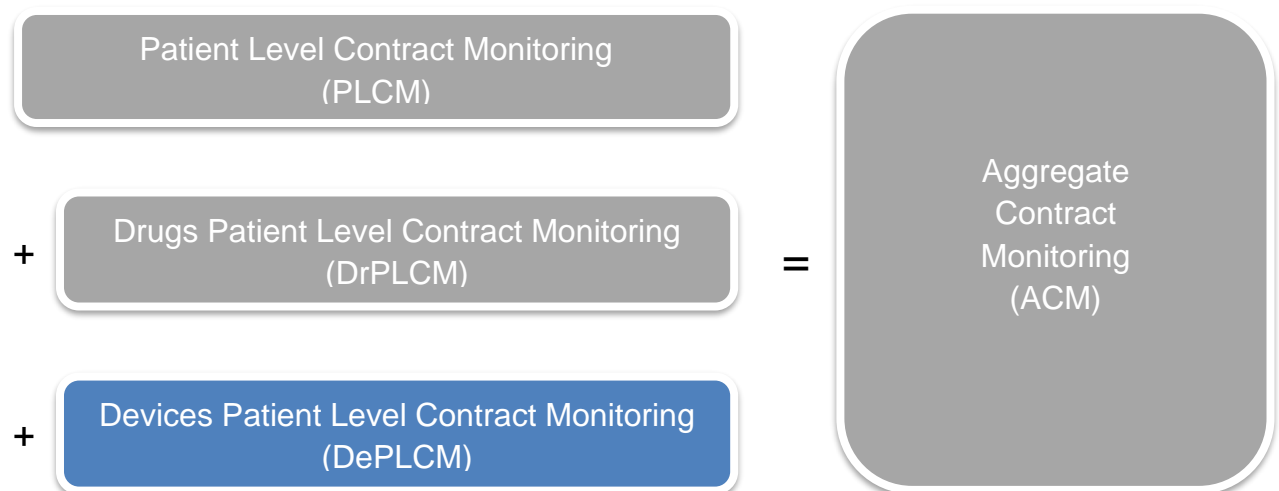 Patient Level Contract Monitoring
(PLCM)
+
Drugs Patient Level Contract Monitoring
(DrPLCM)
+
Devices Patient Level Contract Monitoring
(DePLCM)
=
Aggregate
Contract
Monitoring
(ACM)